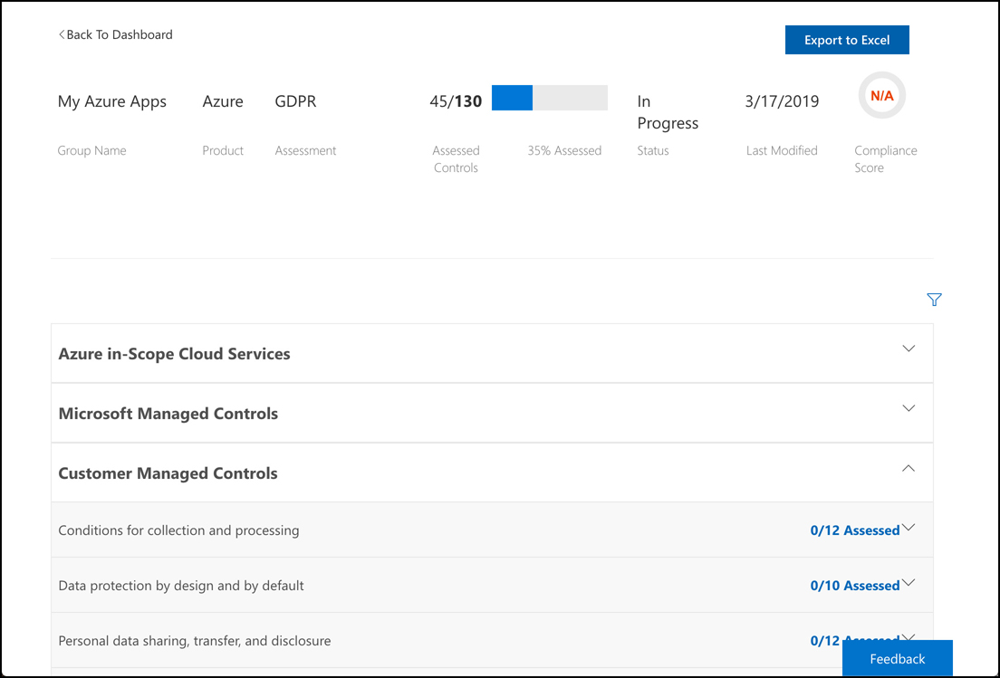 Back To Dashboard
Export to Excel
My Azure Apps
Group Name
Azure
Product
GDPR
Assessment
45/130
Assessed
Controls
35% Assessed
In
Progress
Status
3/17/2019
Last Modified
N/A
Compliance
Score
Azure in-Scope Cloud Services
Microsoft Managed Controls
Customer Managed Controls
Conditions for collection and processing
0/12 Assessed
Data protection by design and by default
0/10 Assessed
Personal data sharing, transfer, and disclosure
0/12 Assessed
Feedback